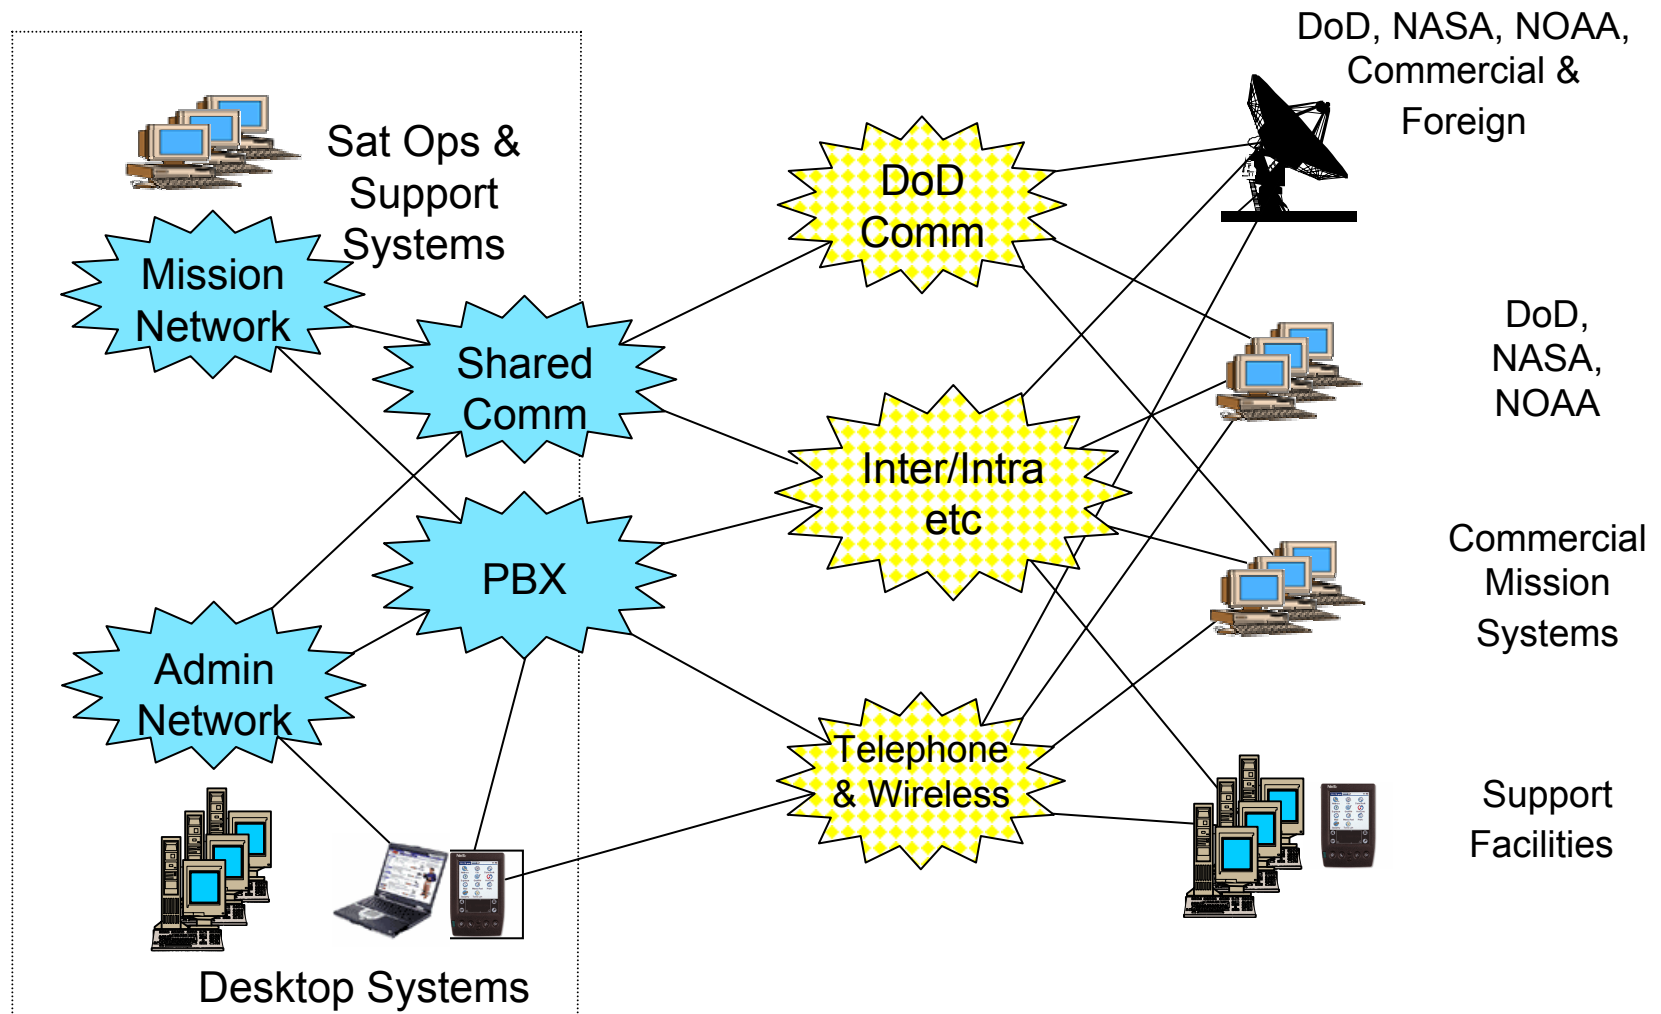 DoD, NASA, NOAA,
Commercial &
Foreign
Sat Ops &
Support
Systems
DoD
Comm
Mission
Network
Shared
Comm
DoD,
NASA,
NOAA
Inter/Intra
etc
Commercial
Mission
Systems
PBX
Admin
Network
Telephone
& Wireless
Support
Facilities
Desktop Systems